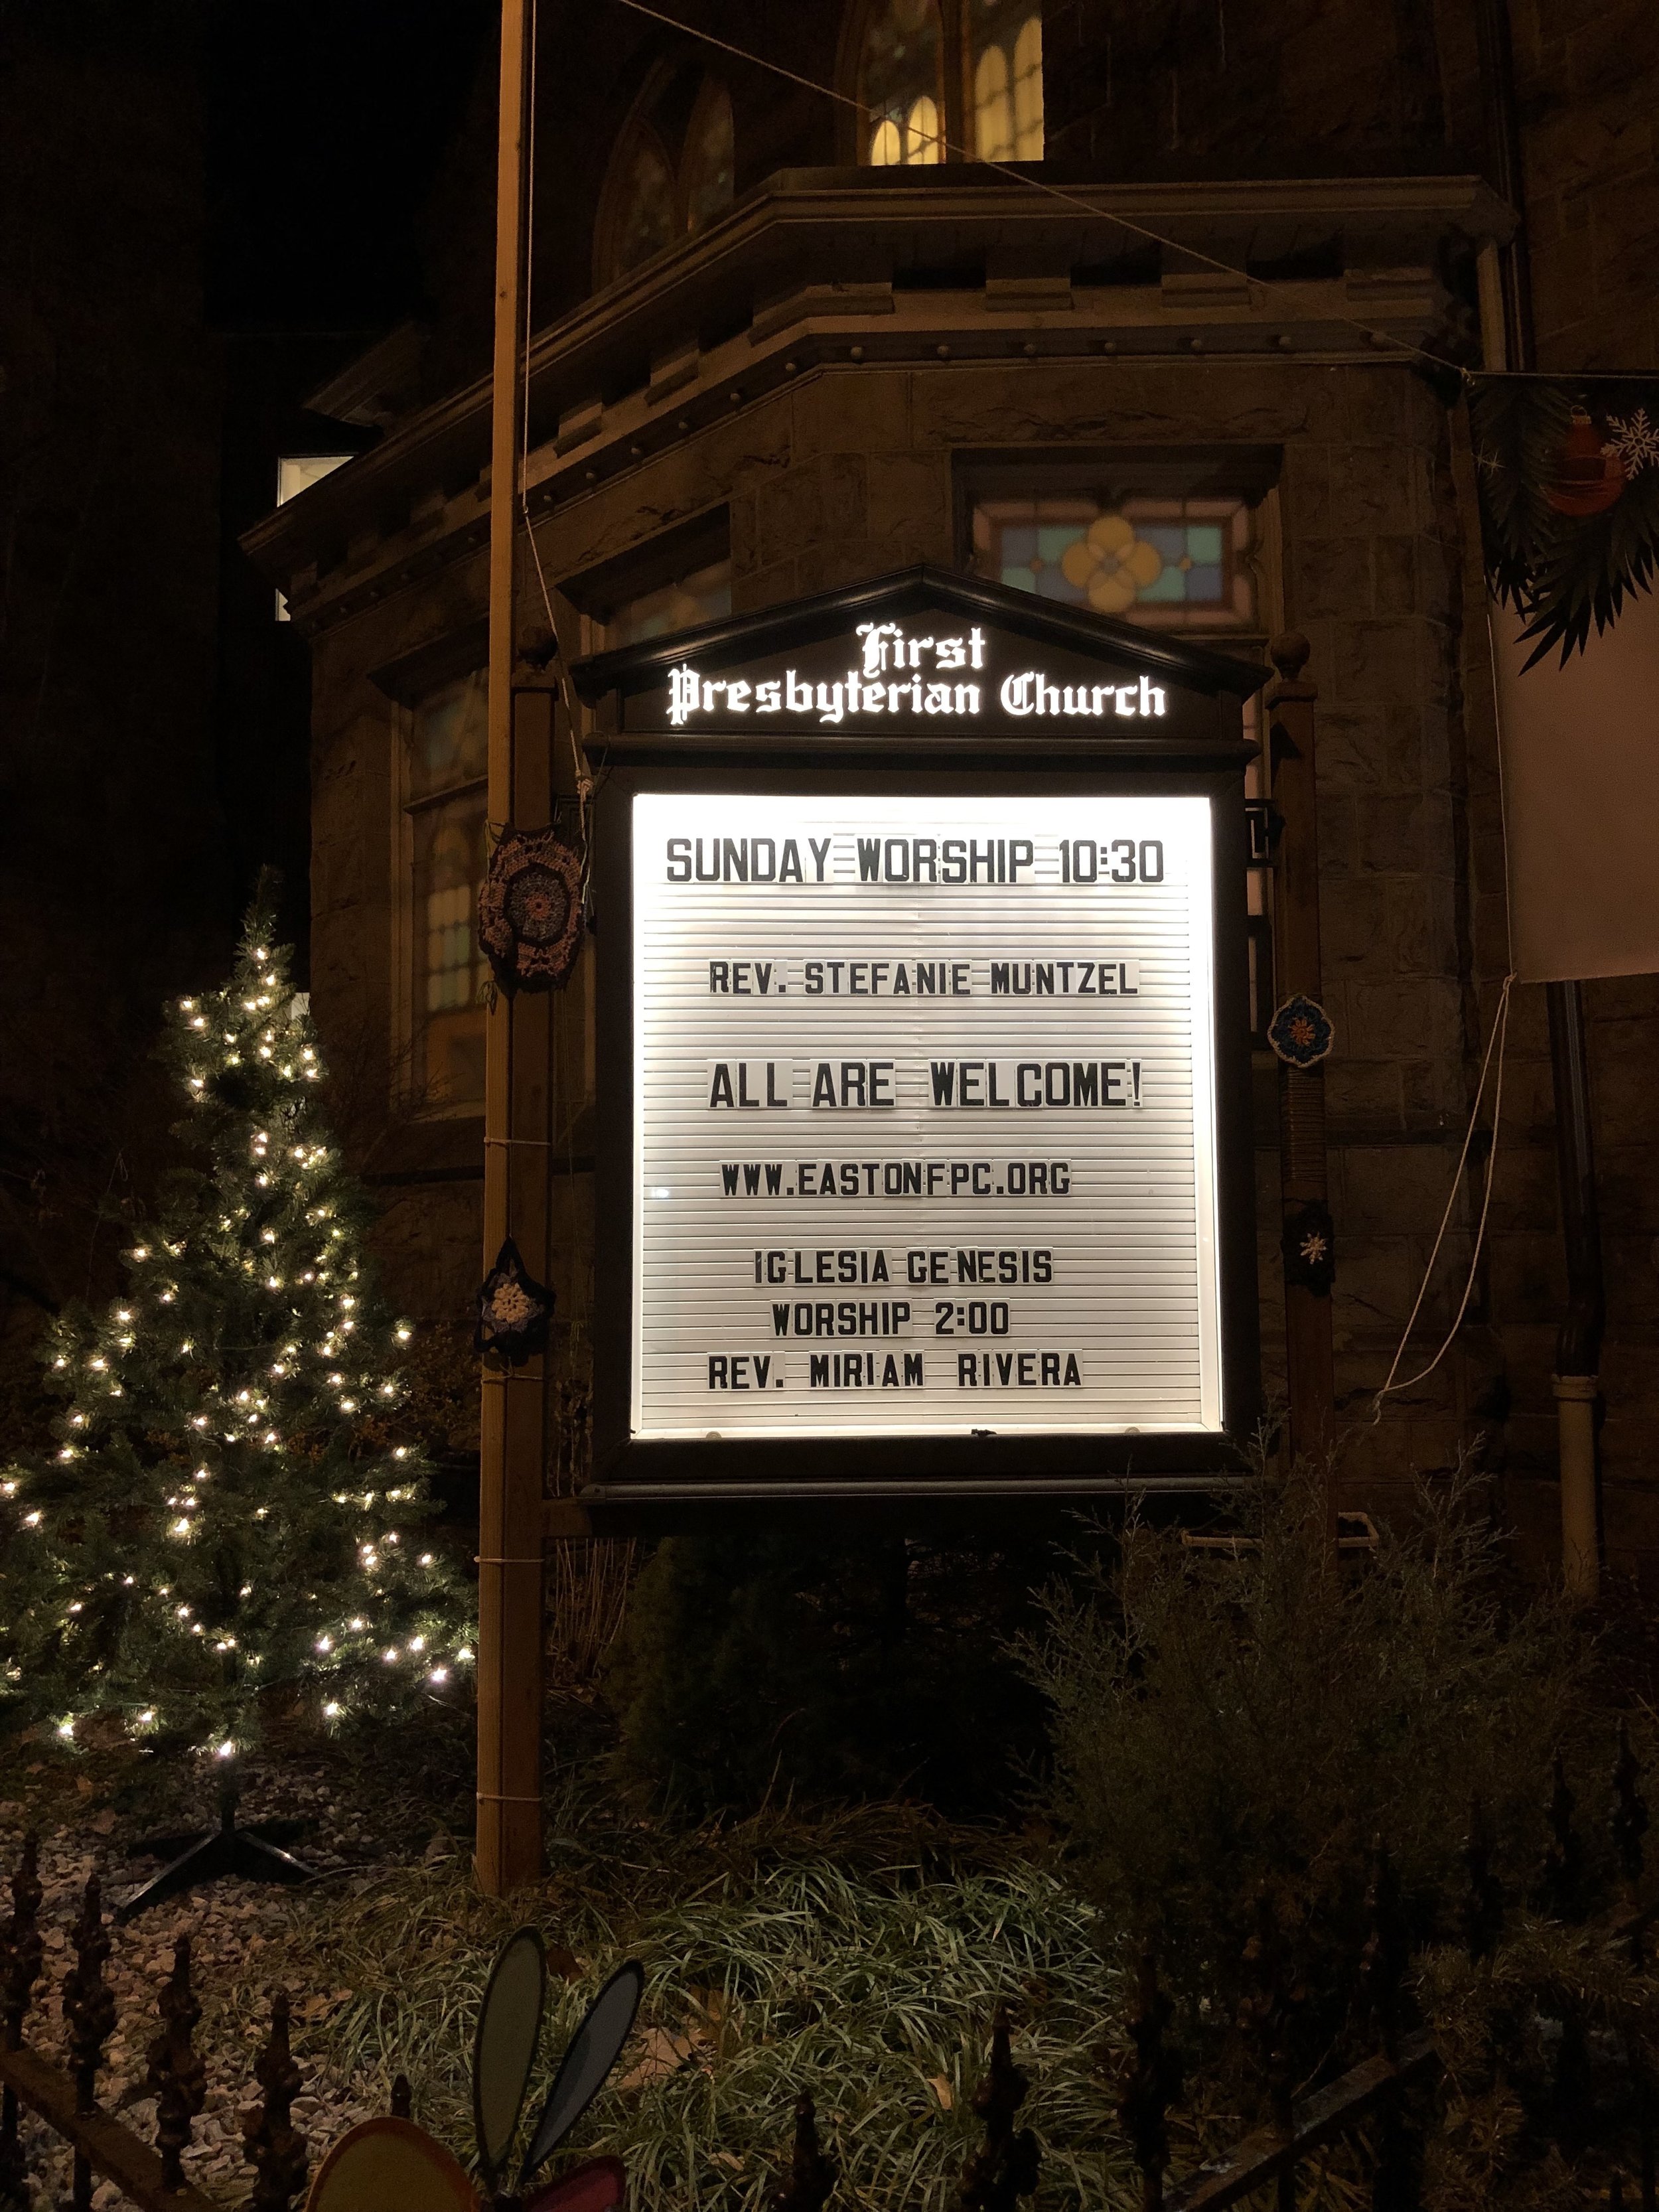 First
Presbyterian Church
SUNDAY WORSHIP 10:30
REV. STEFANIE MUNTZEL
ALL ARE WELCOME!
WWW.EASTONFPC.ORG
IGLESIA GENESIS
WORSHIP 2:00
REV. MIRIAM RIVERA